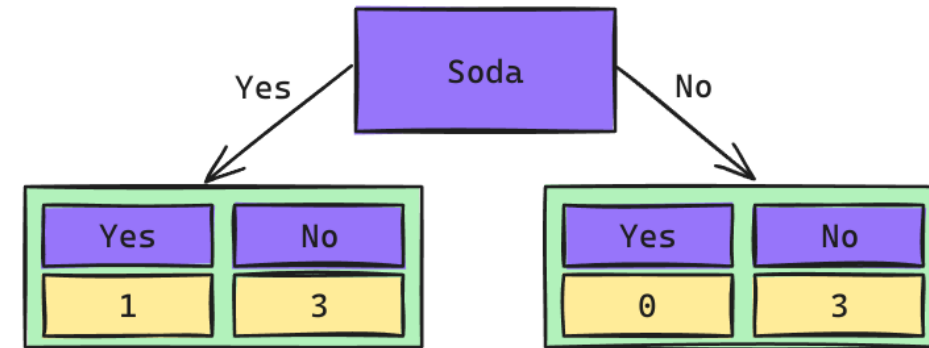 Soda
Yes No
Yes No Yes No
1 3 0 3